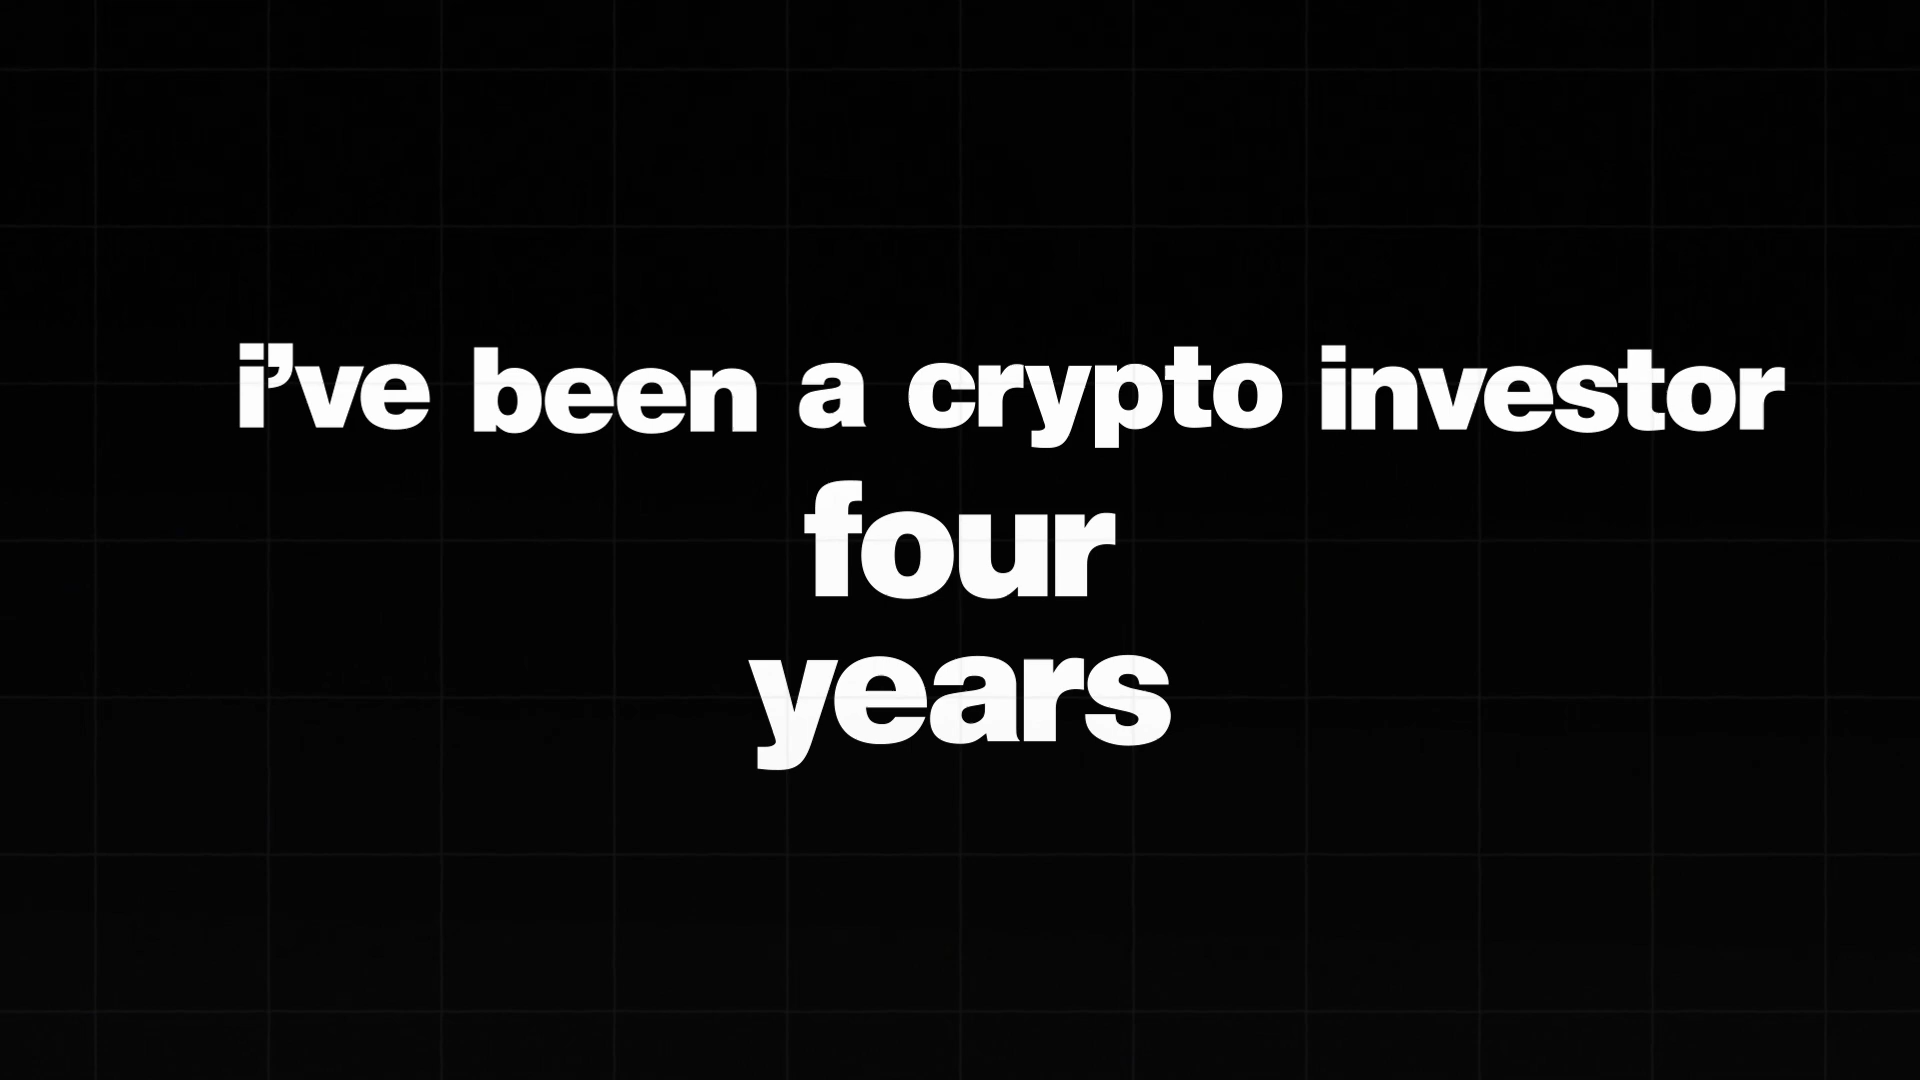 i’ve been a crypto investor
four
years